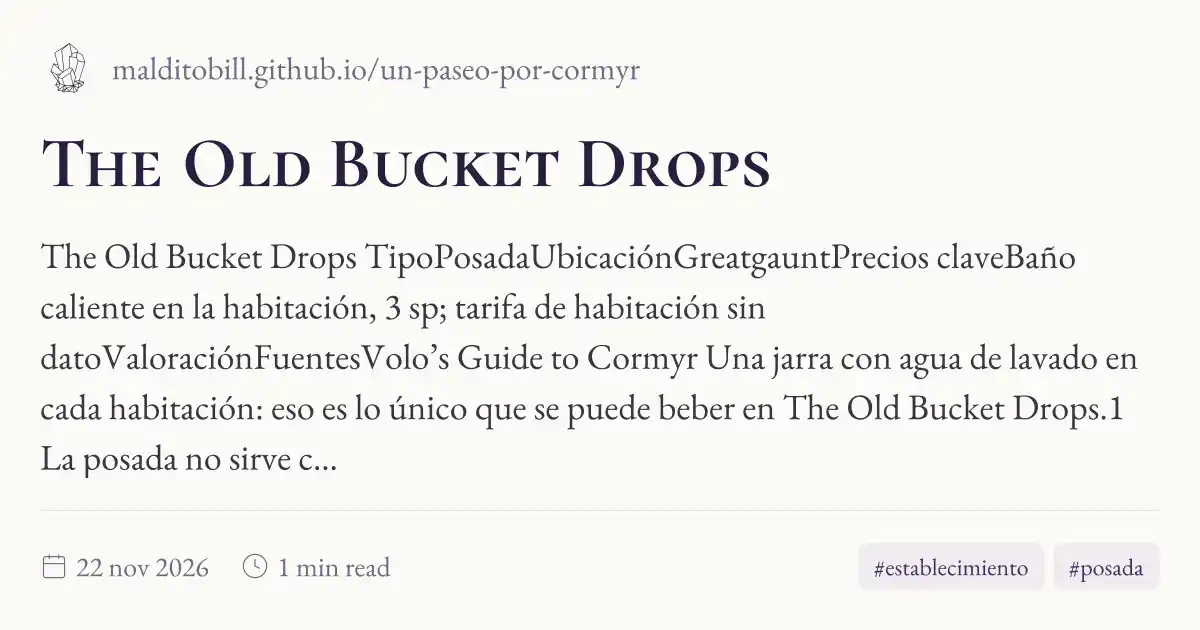 malditobill.github.io/un-paseo-por-cormyr
The Old Bucket Drops
The Old Bucket Drops TipoPosadaUbicaciónGreatgauntPrecios claveBaño
caliente en la habitación, 3 sp; tarifa de habitación sin
datoValoraciónFuentesVolo’s Guide to Cormyr Una jarra con agua de lavado en
cada habitación: eso es lo único que se puede beber en The Old Bucket Drops.1
La posada no sirve c...
22 nov 2026 1 min read #establecimiento #posada